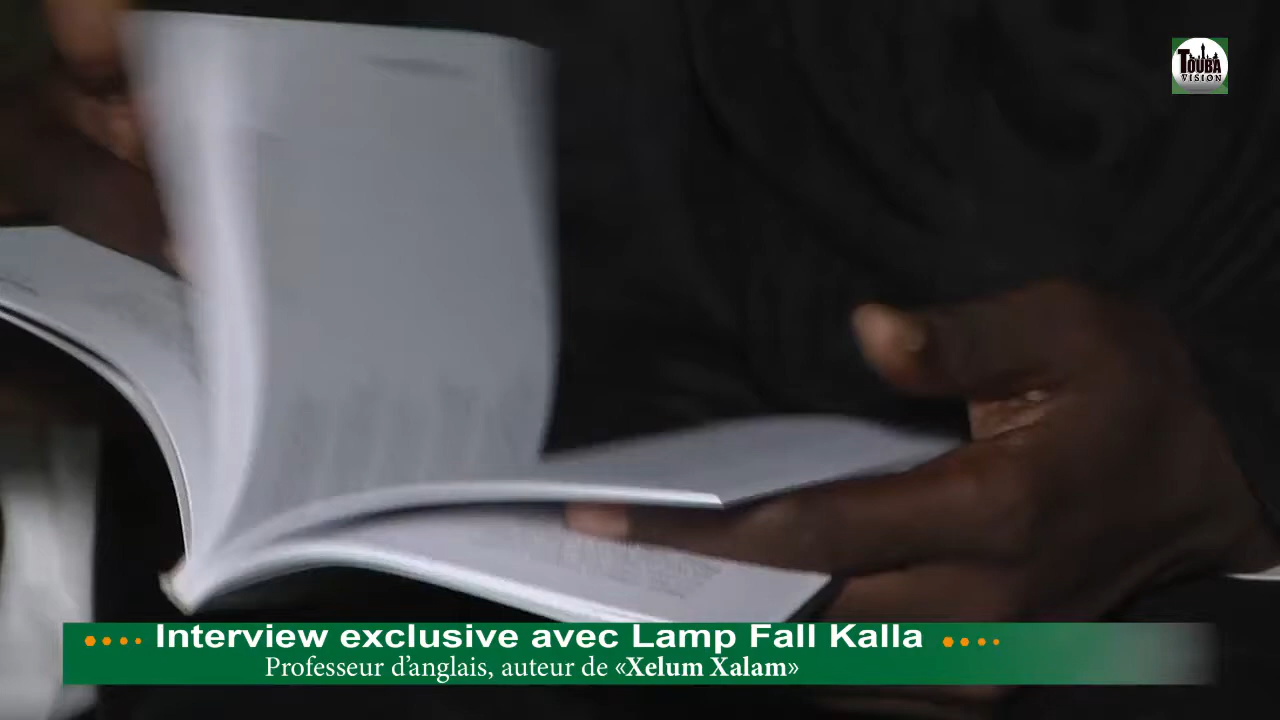 TOUBA
VISION
Interview exclusive avec Lamp Fall Kalla
Professeur d'anglais, auteur de «Xelum Xalam»